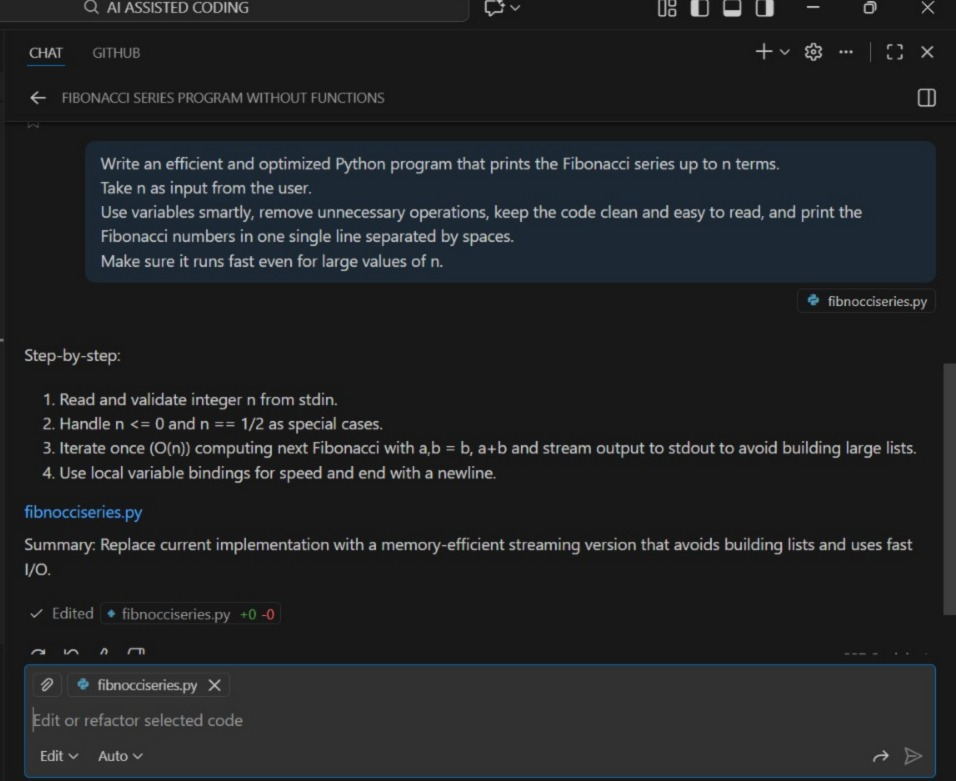 AI ASSISTED CODING
CHAT GITHUB
FIBONACCI SERIES PROGRAM WITHOUT FUNCTIONS
Write an efficient and optimized Python program that prints the Fibonacci series up to n terms.
Take n as input from the user.
Use variables smartly, remove unnecessary operations, keep the code clean and easy to read, and print the
Fibonacci numbers in one single line separated by spaces.
Make sure it runs fast even for large values of n.
fibnocciseries.py
Step-by-step:
1. Read and validate integer n from stdin.
2. Handle n <= 0 and n == 1/2 as special cases.
3. Iterate once (O(n)) computing next Fibonacci with a,b = b, a+b and stream output to stdout to avoid building large lists.
4. Use local variable bindings for speed and end with a newline.
fibnocciseries.py
Summary: Replace current implementation with a memory-efficient streaming version that avoids building lists and uses fast
I/O.
Edited fibnocciseries.py +0 -0
fibnocciseries.py
Edit or refactor selected code
Edit Auto